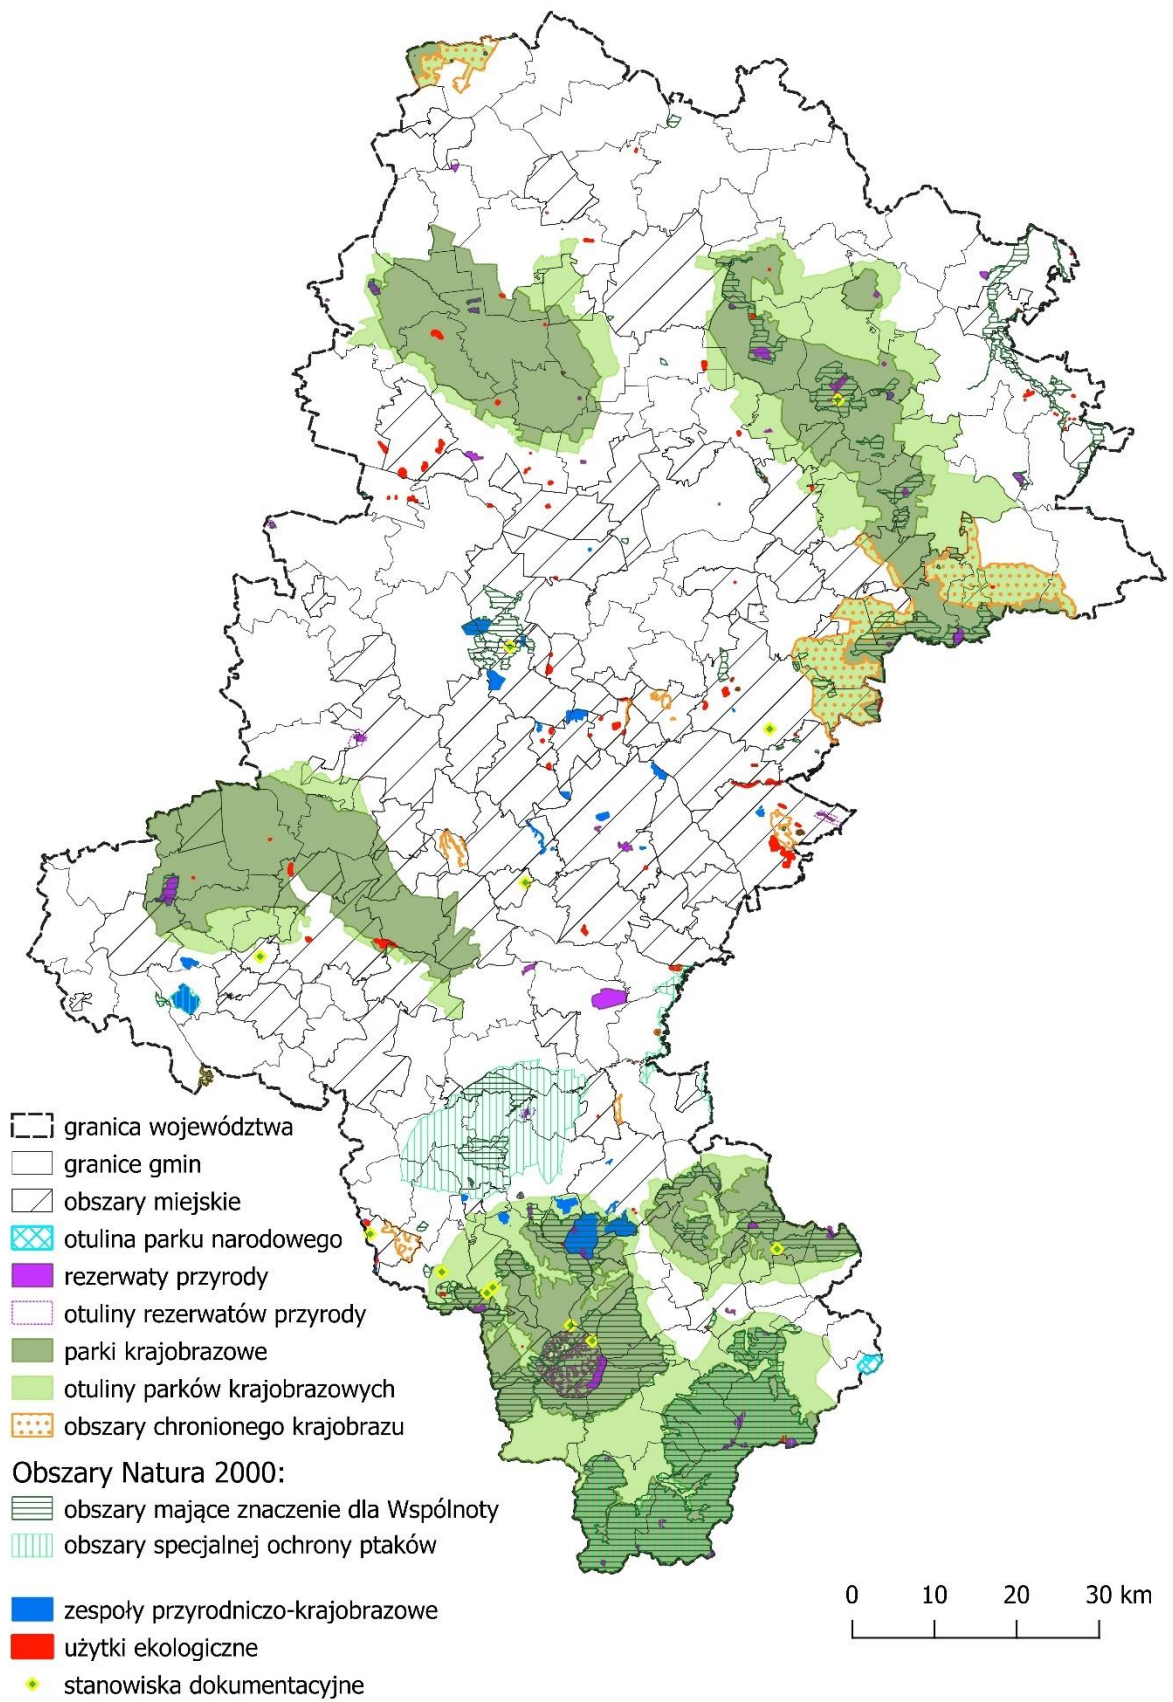 granica województwa
granice gmin
obszary miejskie
otulina parku narodowego
rezerwaty przyrody
otuliny rezerwatów przyrody
parki krajobrazowe
otuliny parków krajobrazowych
obszary chronionego krajobrazu
Obszary Natura 2000:
obszary mające znaczenie dla Wspólnoty
obszary specjalnej ochrony ptaków
zespoły przyrodniczo-krajobrazowe
użytki ekologiczne
stanowiska dokumentacyjne
0 10 20 30 km